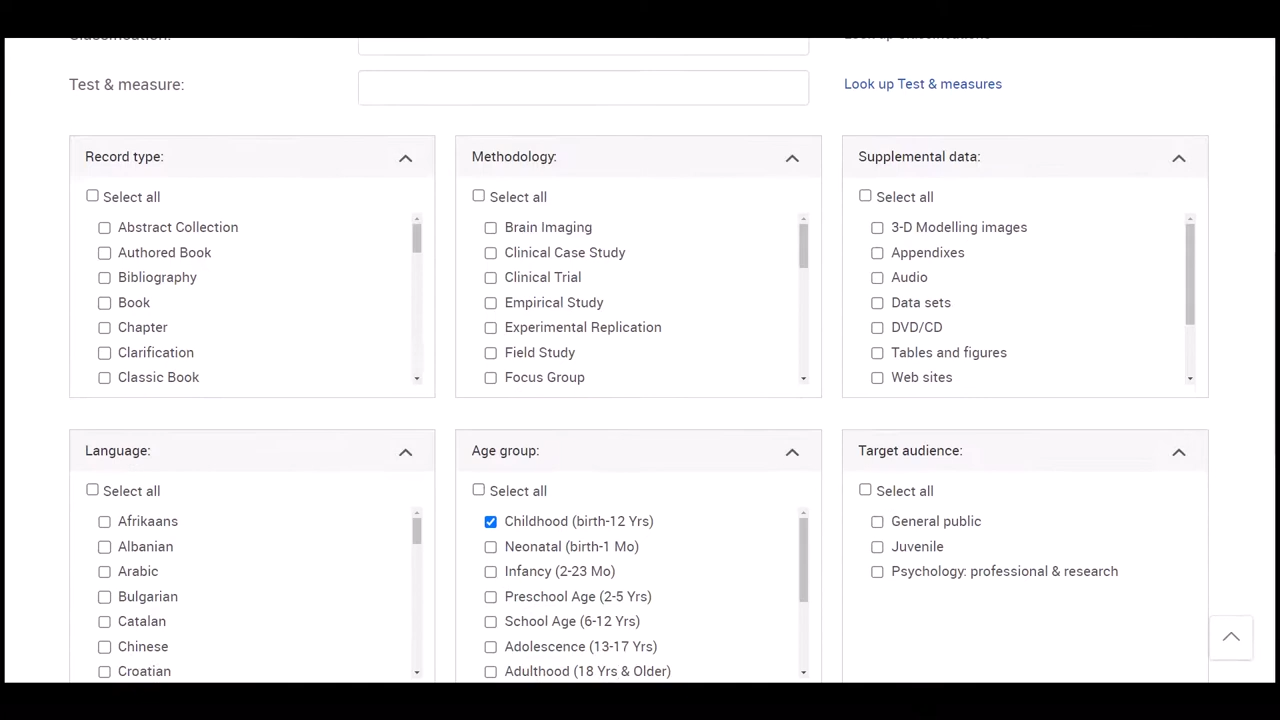 Classification:
Look up Classifications
Test & measure:
Look up Test & measures
Record type:
Select all
Abstract Collection
Authored Book
Bibliography
Book
Chapter
Clarification
Classic Book
Methodology:
Select all
Brain Imaging
Clinical Case Study
Clinical Trial
Empirical Study
Experimental Replication
Field Study
Focus Group
Supplemental data:
Select all
3-D Modelling images
Appendixes
Audio
Data sets
DVD/CD
Tables and figures
Web sites
Language:
Select all
Afrikaans
Albanian
Arabic
Bulgarian
Catalan
Chinese
Croatian
Age group:
Select all
Childhood (birth-12 Yrs)
Neonatal (birth-1 Mo)
Infancy (2-23 Mo)
Preschool Age (2-5 Yrs)
School Age (6-12 Yrs)
Adolescence (13-17 Yrs)
Adulthood (18 Yrs & Older)
Target audience:
Select all
General public
Juvenile
Psychology: professional & research